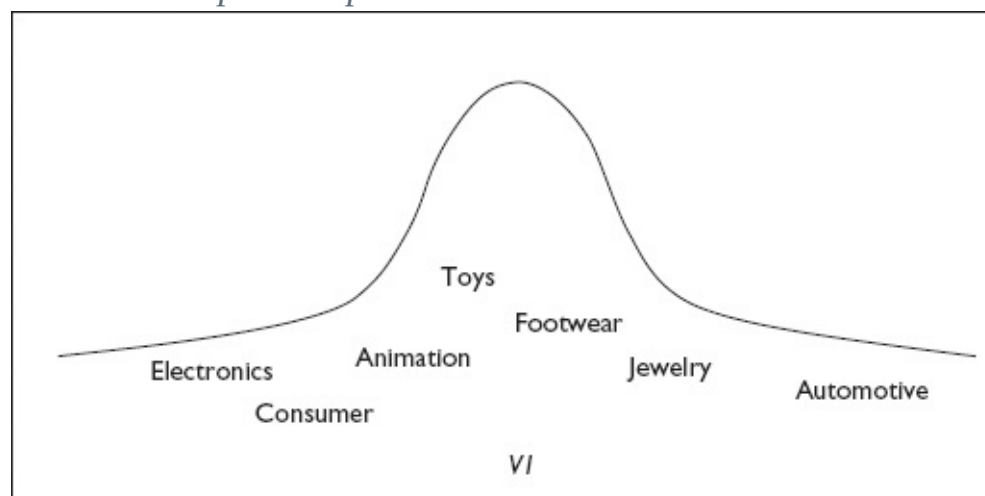 Toys
Footwear
Animation
Jewelry
Electronics
Automotive
Consumer
VI